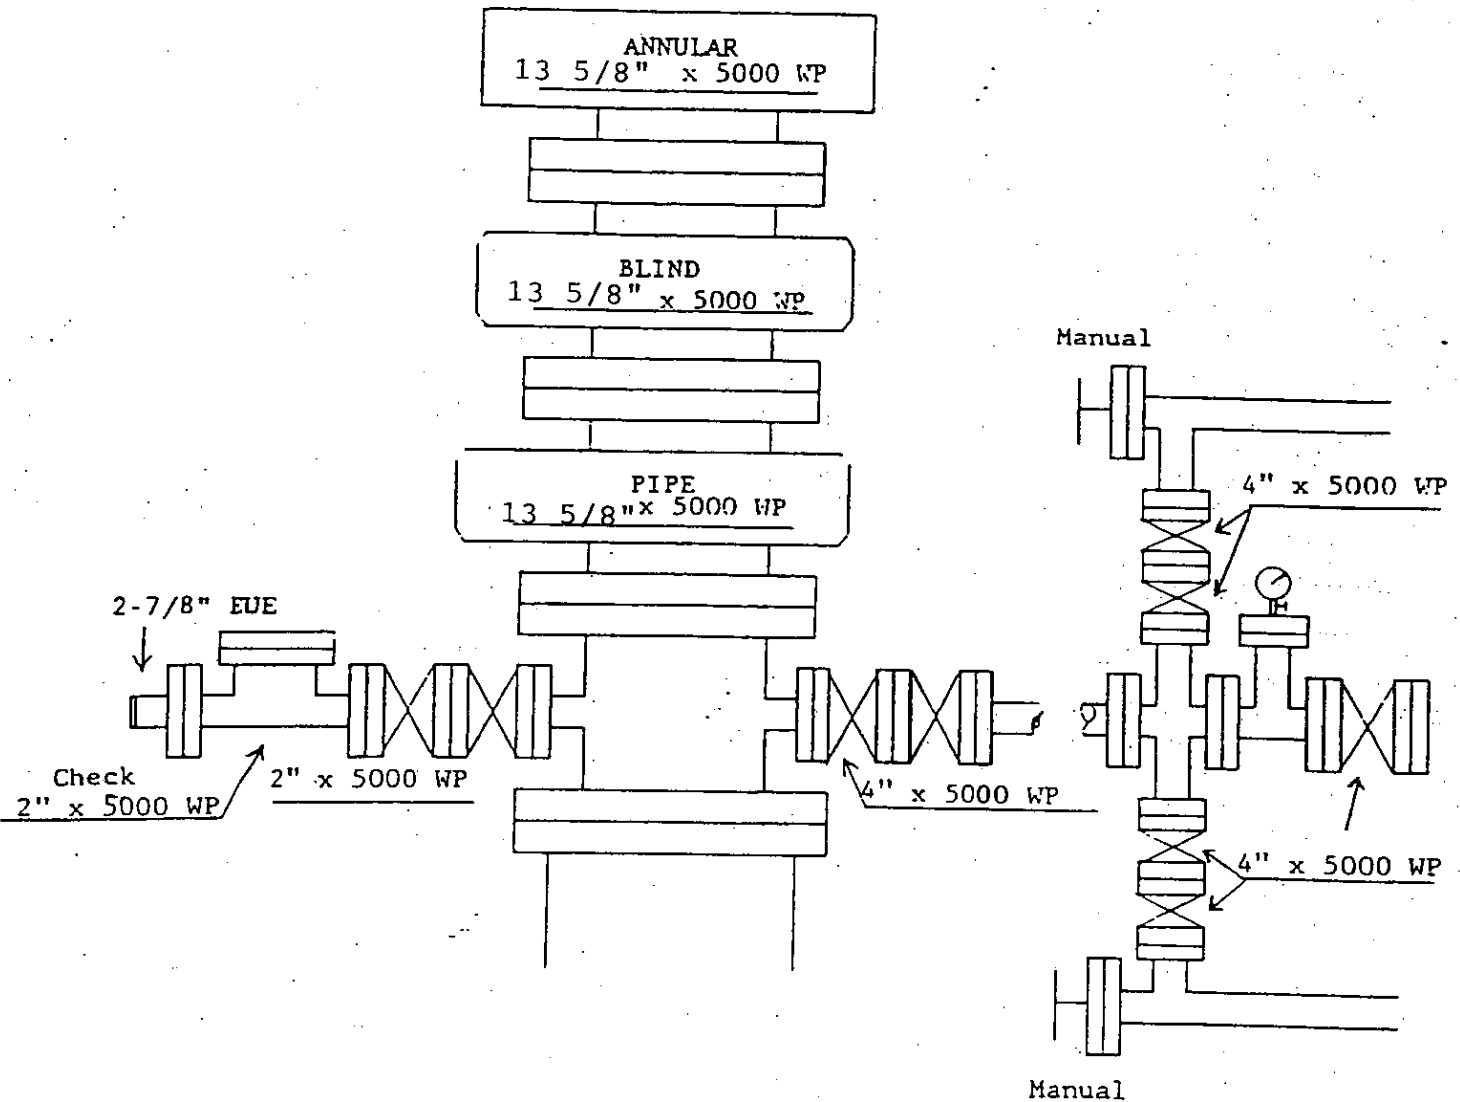 ANNULAR
13 5/8" x 5000 WP
BLIND
13 5/8" x 5000 WP
Manual
PIPE
13 5/8" x 5000 WP
4" x 5000 WP
2-7/8" EUE
Check
2" x 5000 WP
2" x 5000 WP
4" x 5000 WP
4" x 5000 WP
Manual